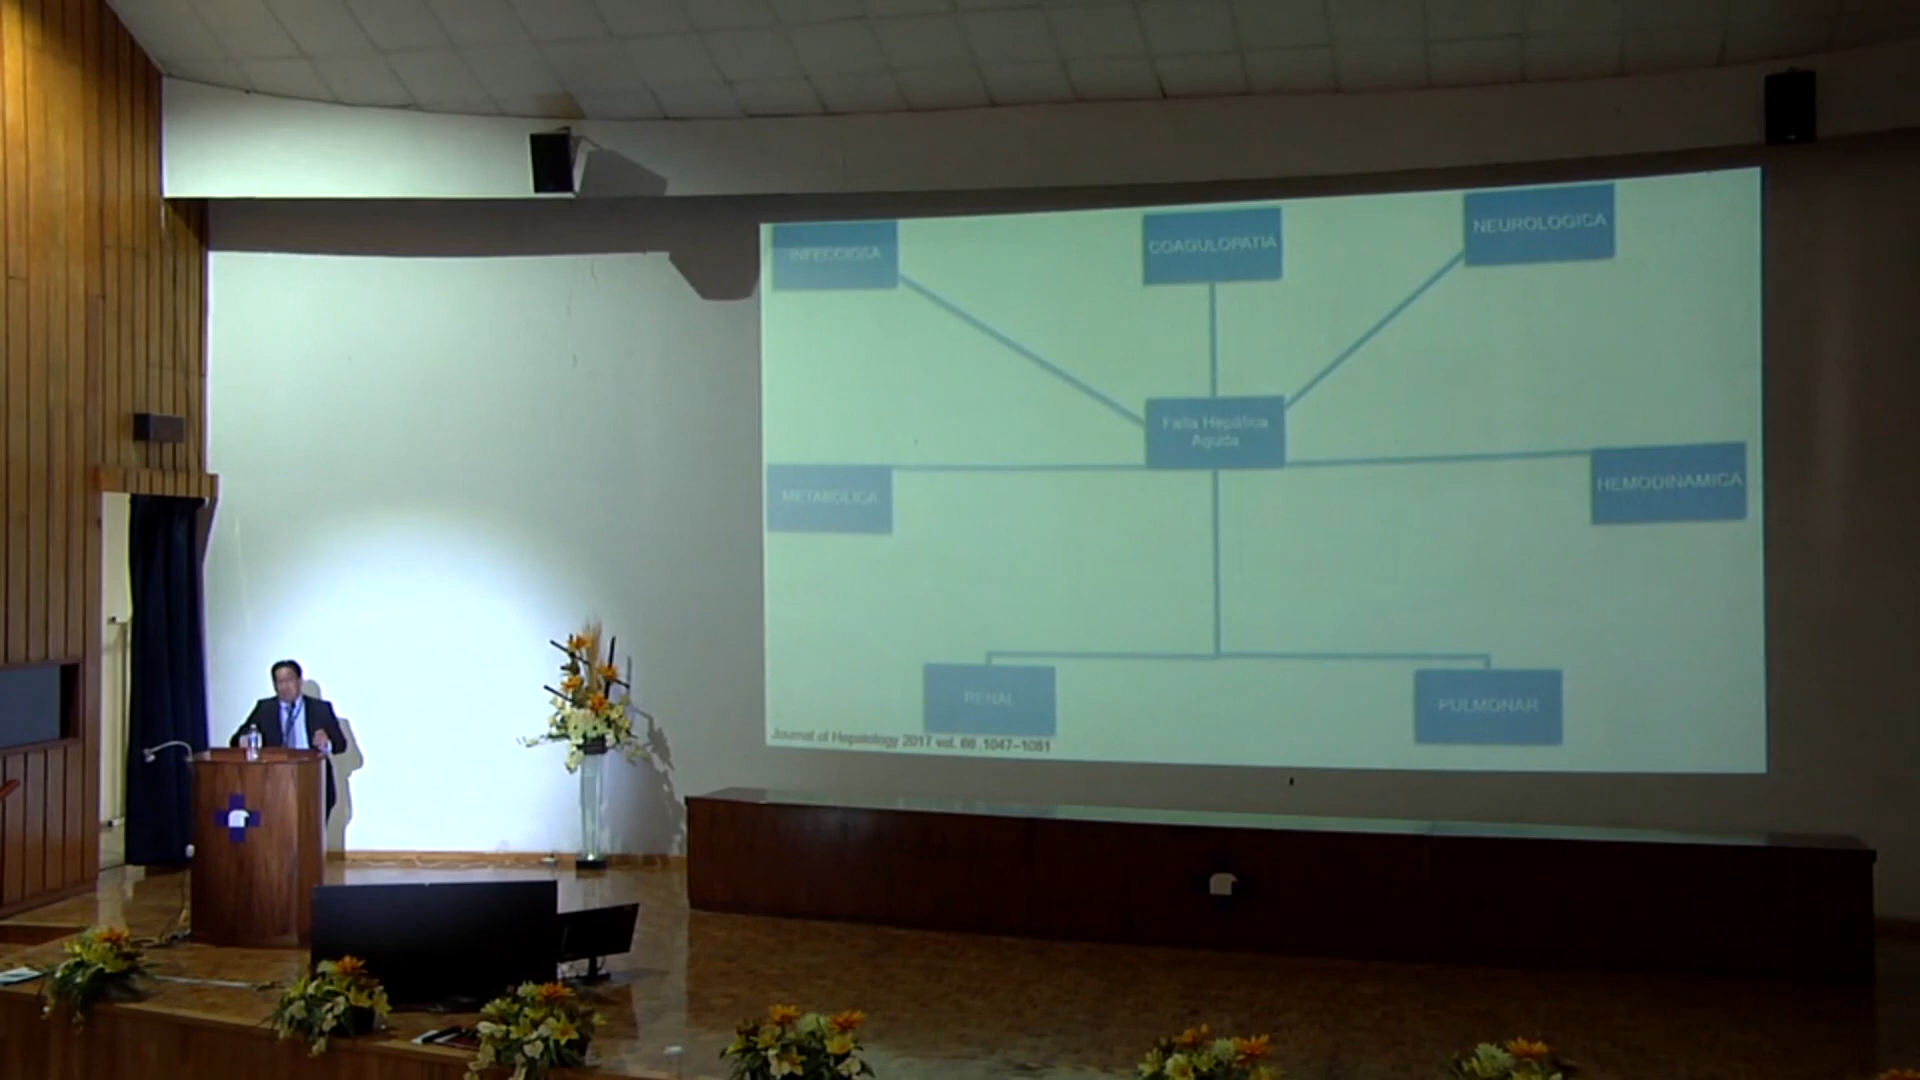 INFECCIOSA
COAGULOPATIA
NEUROLOGICA
Falla Hepática
Aguda
METABOLICA
HEMODINAMICA
RENAL
PULMONAR
Journal of Hepatology 2017 vol. 66 .1047–1081